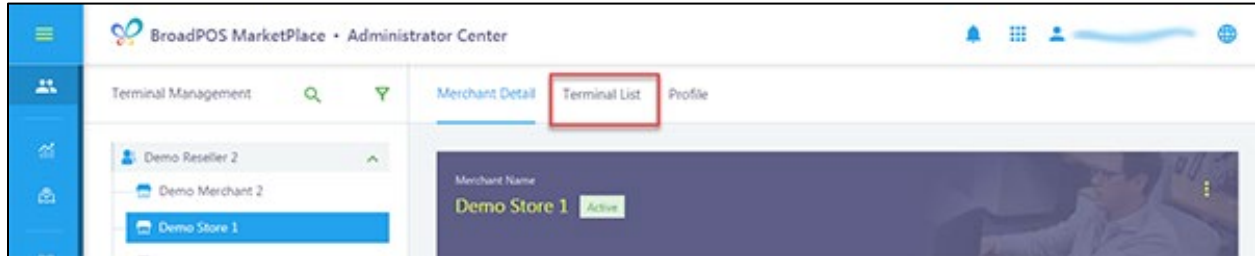 BroadPOS MarketPlace • Administrator Center
Terminal Management
Merchant Detail Terminal List Profile
Demo Reseller 2
Demo Merchant 2
Demo Store 1
Merchant Name
Demo Store 1 Active